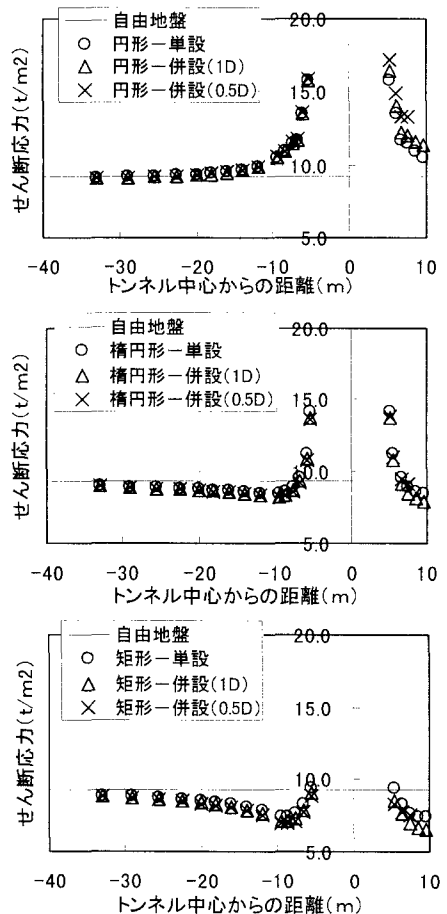 せん断応力(t/m2)
自由地盤
円形－単設
円形－併設(1D)
円形－併設(0.5D)
20.0
15.0
10.0
5.0
-40 -30 -20 -10 0 10
トンネル中心からの距離(m)
せん断応力(t/m2)
自由地盤
楕円形－単設
楕円形－併設(1D)
楕円形－併設(0.5D)
20.0
15.0
10.0
5.0
-40 -30 -20 -10 0 10
トンネル中心からの距離(m)
せん断応力(t/m2)
自由地盤
矩形－単設
矩形－併設(1D)
矩形－併設(0.5D)
20.0
15.0
10.0
5.0
-40 -30 -20 -10 0 10
トンネル中心からの距離(m)